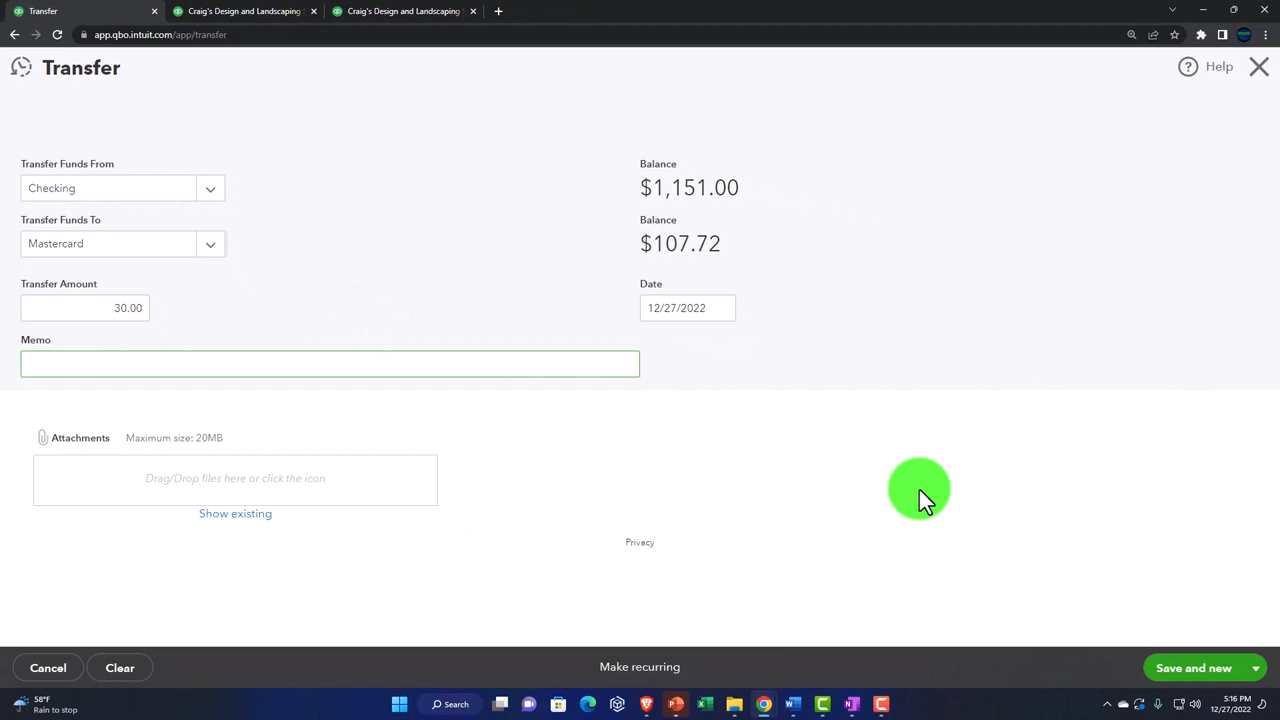 Transfer
Craig's Design and Landscaping
Craig's Design and Landscaping
app.qbo.intuit.com/app/transfer
Transfer
Help
Transfer Funds From
Balance
Checking
$1,151.00
Transfer Funds To
Balance
Mastercard
$107.72
Transfer Amount
Date
30.00
12/27/2022
Memo
Attachments Maximum size: 20MB
Drag/Drop files here or click the icon
Show existing
Privacy
Cancel
Clear
Make recurring
Save and new
58°F
Rain to stop
Search
5:16 PM
12/27/2022